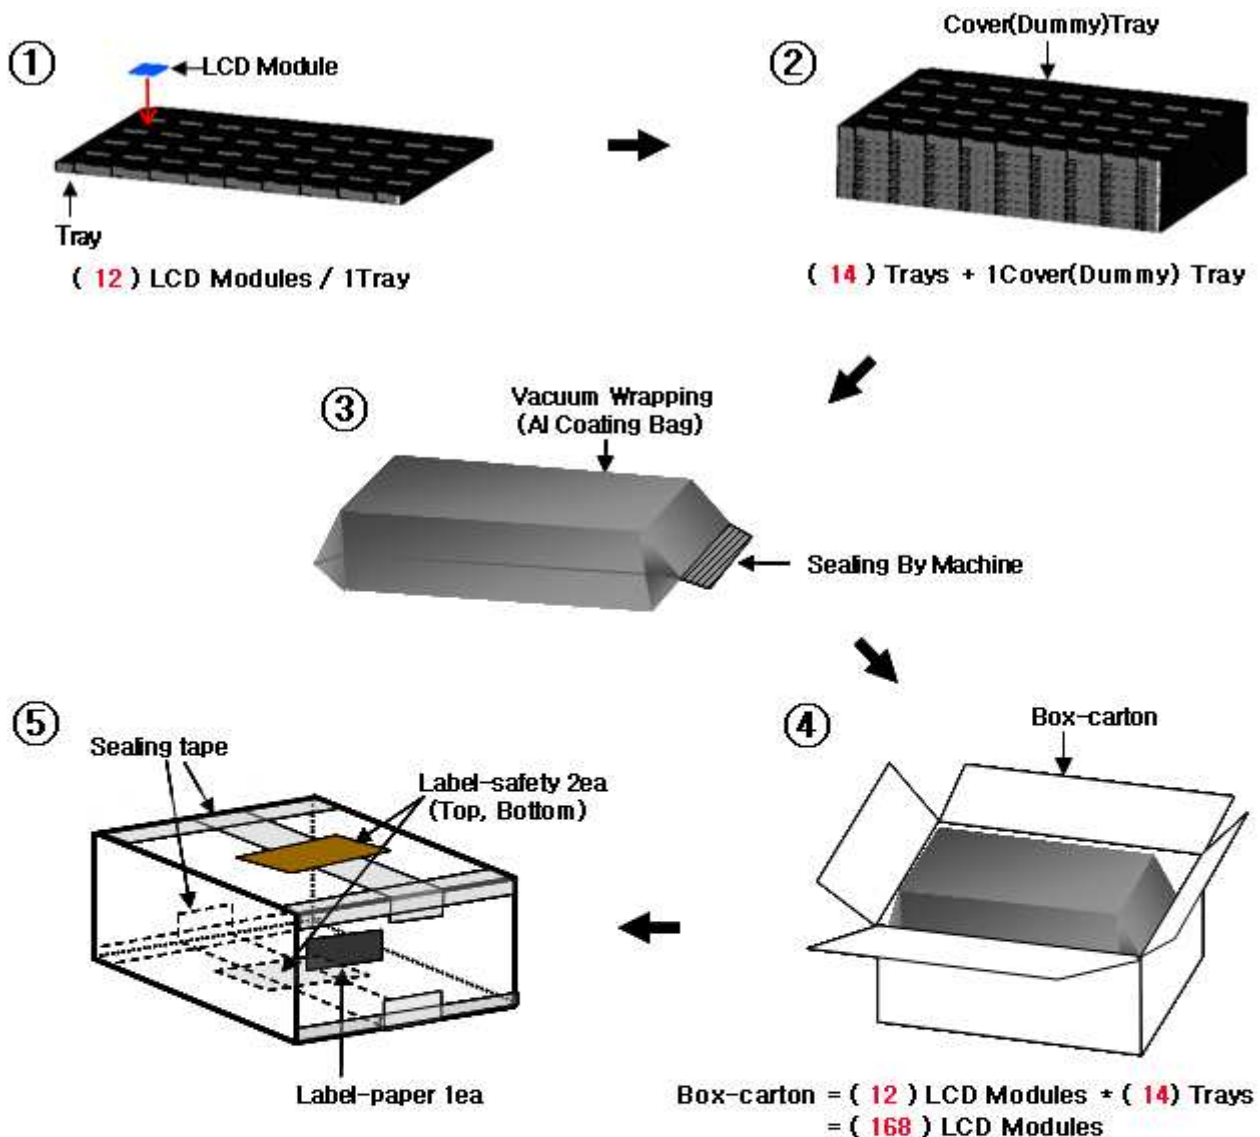 ①
LCD Module
Tray
( 12 ) LCD Modules / 1Tray
②
Cover(Dummy)Tray
( 14 ) Trays + 1Cover(Dummy) Tray
③
Vacuum Wrapping
(Al Coating Bag)
Sealing By Machine
④
Box-carton
Box-carton = ( 12 ) LCD Modules * ( 14) Trays
= ( 168 ) LCD Modules
⑤
Sealing tape
Label-safety 2ea
(Top, Bottom)
Label-paper 1ea